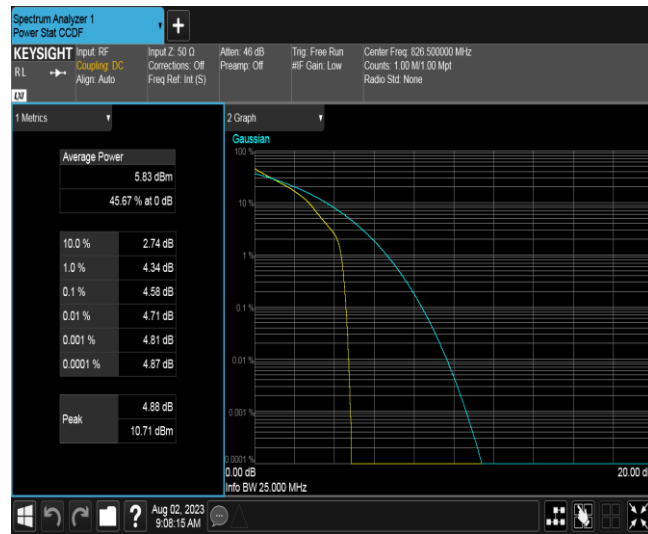 Spectrum Analyzer 1
Power Stat CCDF
+
KEYSIGHT
RL
LXI
Input: RF
Coupling: DC
Align: Auto
Input Z: 50 Ω
Corrections: Off
Freq Ref: Int (S)
Atten: 46 dB
Preamp: Off
Trig: Free Run
#IF Gain: Low
Center Freq: 826.500000 MHz
Counts: 1.00 M/1.00 Mpt
Radio Std: None
1 Metrics
Average Power
5.83 dBm
45.67 % at 0 dB
10.0 % 2.74 dB
1.0 % 4.34 dB
0.1 % 4.58 dB
0.01 % 4.71 dB
0.001 % 4.81 dB
0.0001 % 4.87 dB
Peak
4.88 dB
10.71 dBm
2 Graph
Gaussian
100 %
10 %
1 %
0.1 %
0.01 %
0.001 %
0.0001 %
0.00 dB
20.00 d
Info BW 25.000 MHz
?
Aug 02, 2023
9:08:15 AM